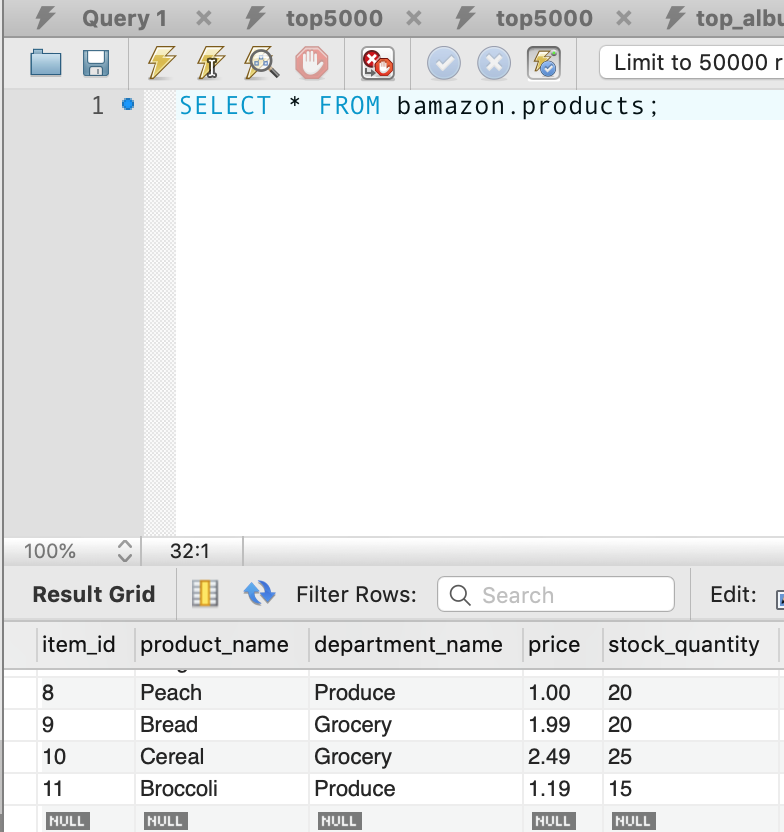 Query 1 top5000 top5000 top_albu
Limit to 50000 r
1 SELECT * FROM bamazon.products;
100% 32:1
Result Grid Filter Rows: Search Edit:
item_id product_name department_name price stock_quantity
8 Peach Produce 1.00 20
9 Bread Grocery 1.99 20
10 Cereal Grocery 2.49 25
11 Broccoli Produce 1.19 15
NULL NULL NULL NULL NULL